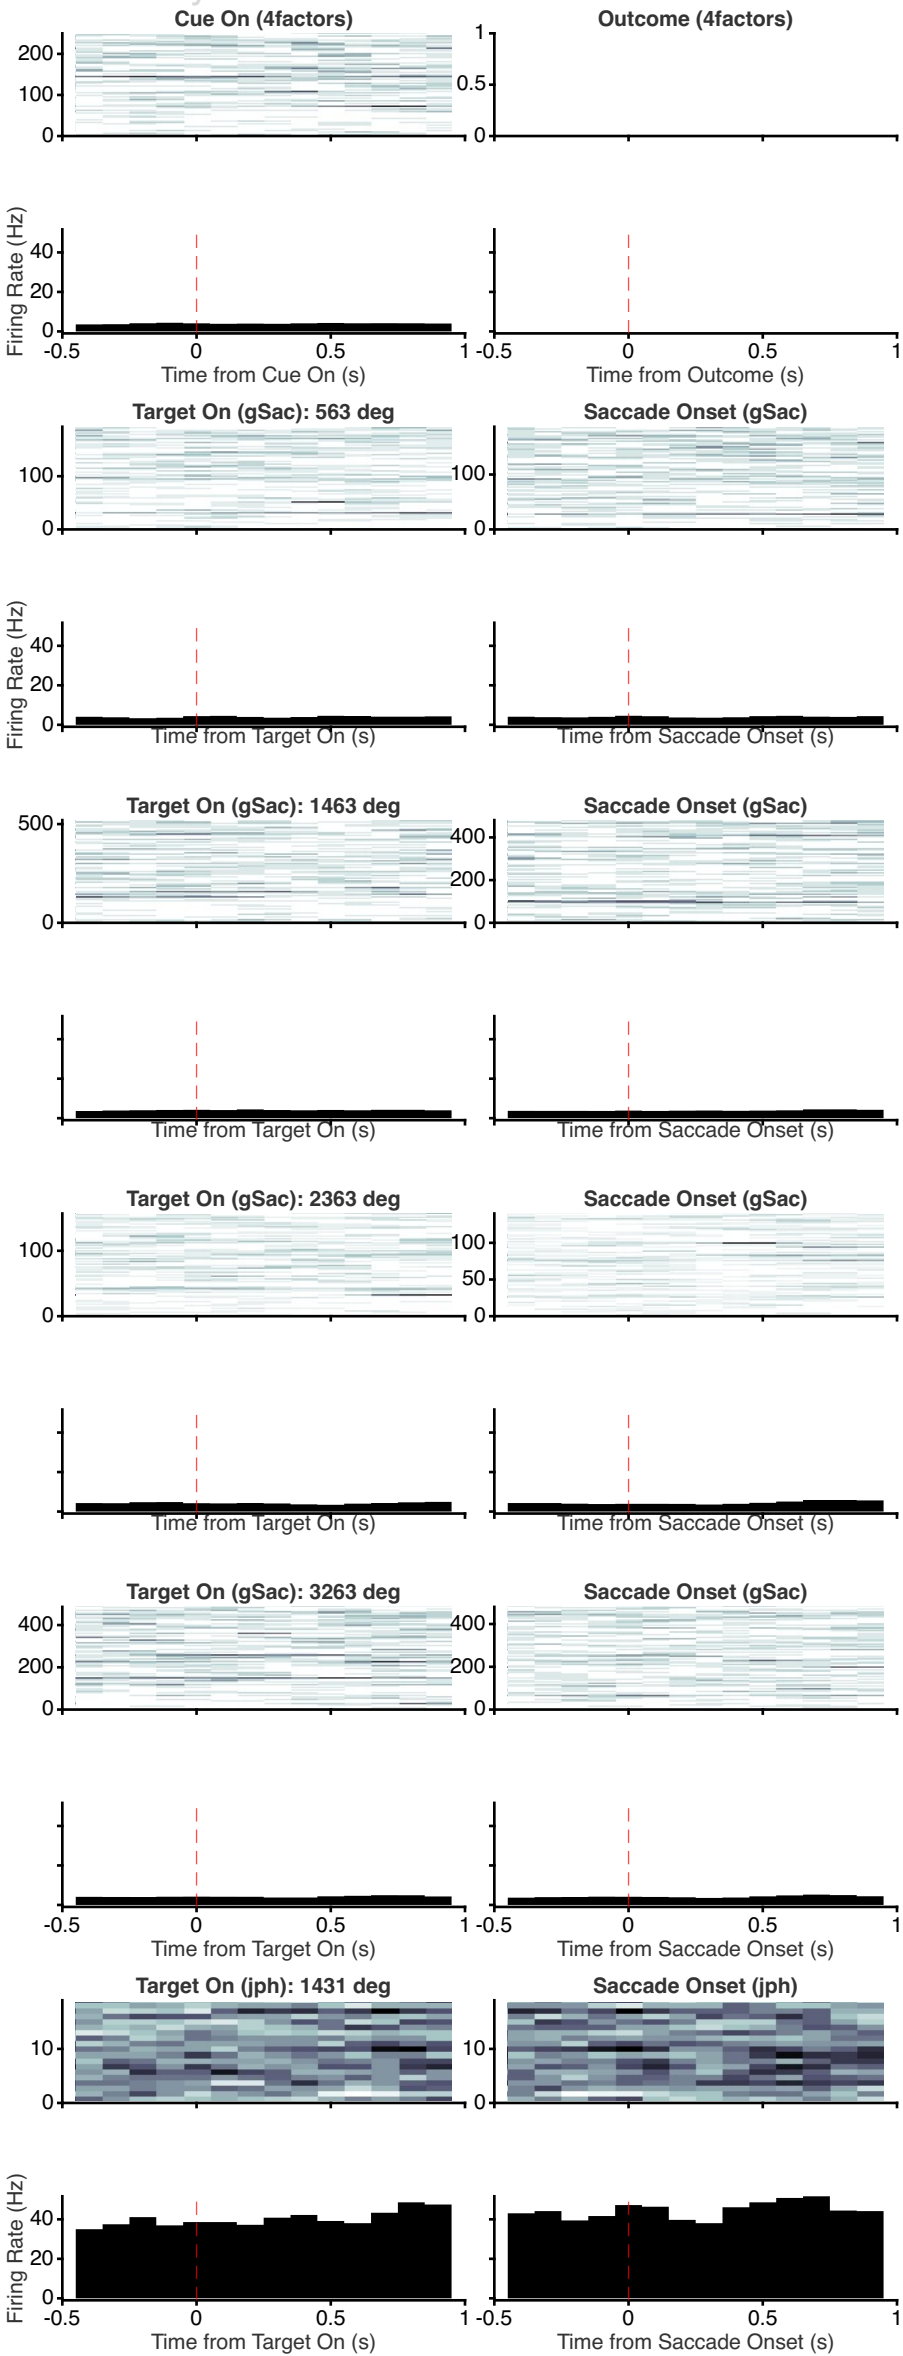 Cue On (4factors) Outcome (4factors)
200
100
0
1
0.5
0
Firing Rate (Hz)
40
20
0
-0.5 0 0.5 1 -0.5 0 0.5 1
Time from Cue On (s) Time from Outcome (s)
Target On (gSac): 563 deg Saccade Onset (gSac)
100
0
100
0
Firing Rate (Hz)
40
20
0
Time from Target On (s) Time from Saccade Onset (s)
Target On (gSac): 1463 deg Saccade Onset (gSac)
500
0
400
200
0
Time from Target On (s) Time from Saccade Onset (s)
Target On (gSac): 2363 deg Saccade Onset (gSac)
100
0
100
50
0
Time from Target On (s) Time from Saccade Onset (s)
Target On (gSac): 3263 deg Saccade Onset (gSac)
400
200
0
400
200
0
-0.5 0 0.5 1 -0.5 0 0.5 1
Time from Target On (s) Time from Saccade Onset (s)
Target On (jph): 1431 deg Saccade Onset (jph)
10
0
10
0
Firing Rate (Hz)
40
20
0
-0.5 0 0.5 1 -0.5 0 0.5 1
Time from Target On (s) Time from Saccade Onset (s)